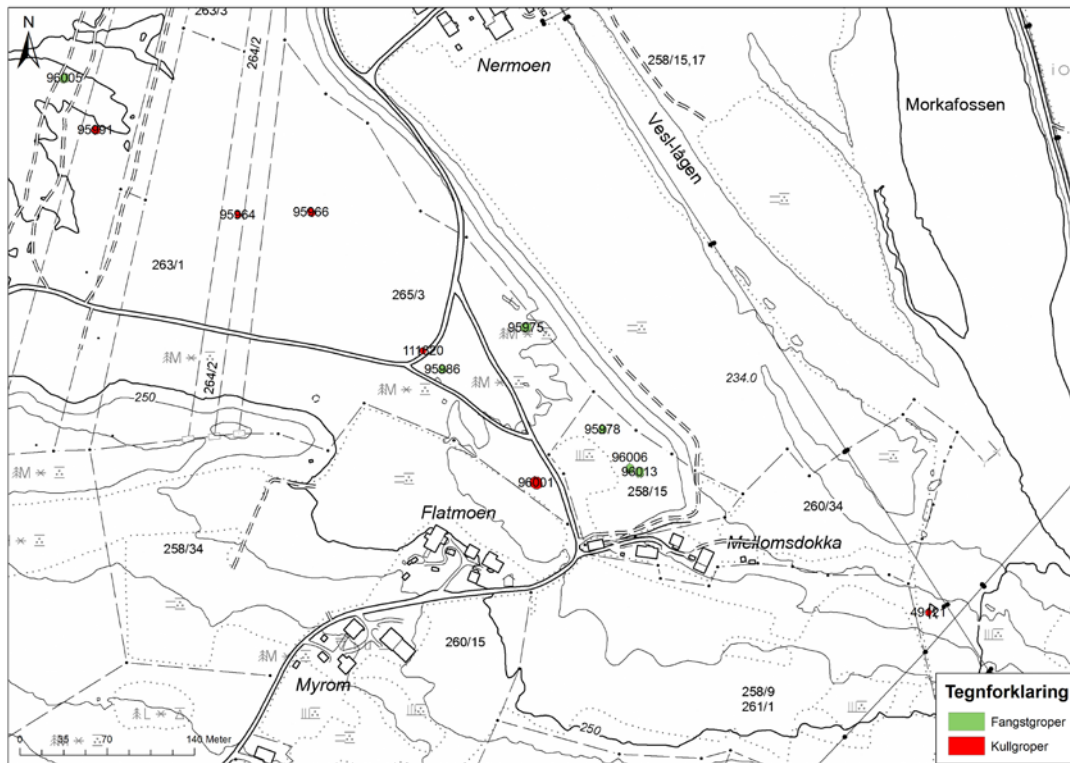 263/3
264/2
N
Nermoen
258/15,17
Morkafossen
96005
Vesl-lågen
95991
95964
95966
263/1
265/3
95975
M
111620
M
95986
M
M
234.0
264/2
250
95978
M
96006
96013
96001
258/15
260/34
Flatmoen
Mellomsdokka
258/34
M
260/15
Myrom
258/9
261/1
Tegnforklaring
Fangstgroper
Kullgroper
L
250
M
0 35 70 140 Meter